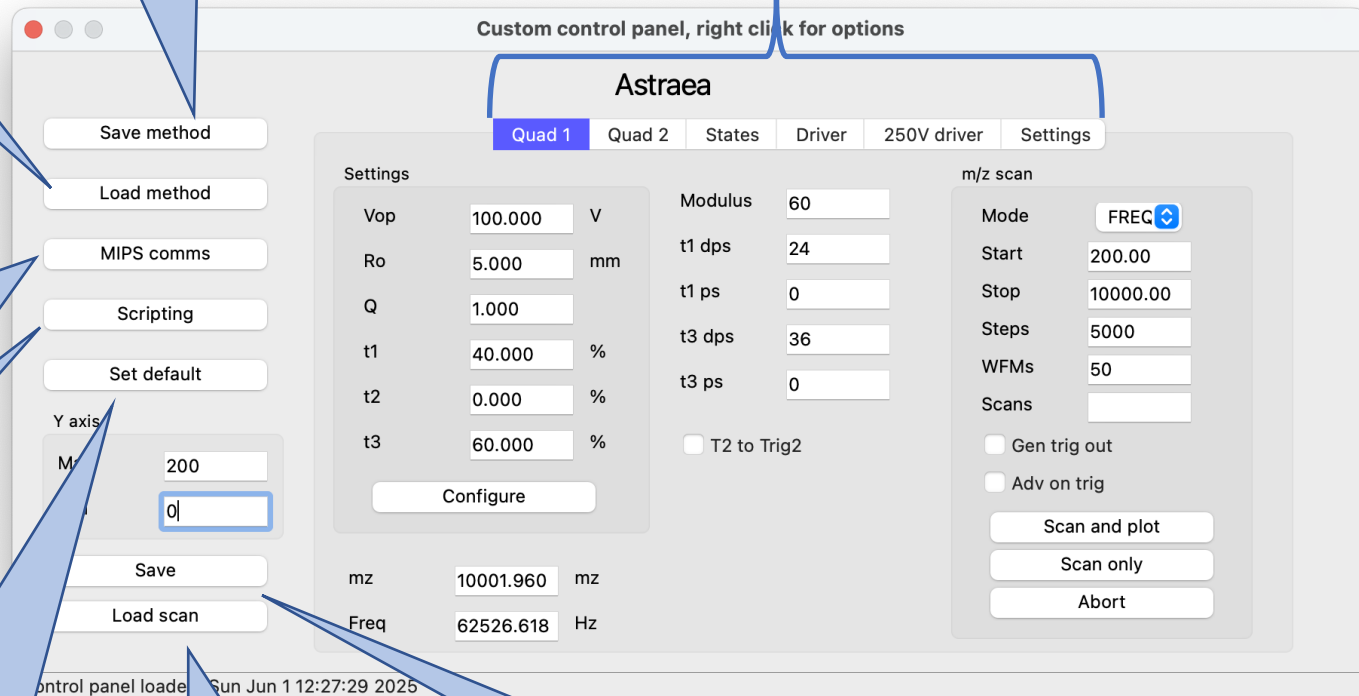 Custom control panel, right click for options
Astraea
Quad 1 Quad 2 States Driver 250V driver Settings
Save method
Load method
MIPS comms
Scripting
Set default
Y axis
200
0
Save
Load scan
Settings
Vop 100.000 V
Ro 5.000 mm
Q 1.000
t1 40.000 %
t2 0.000 %
t3 60.000 %
Configure
mz 10001.960 mz
Freq 62526.618 Hz
Modulus 60
t1 dps 24
t1 ps 0
t3 dps 36
t3 ps 0
T2 to Trig2
m/z scan
Mode FREQ
Start 200.00
Stop 10000.00
Steps 5000
WFMs 50
Scans
Gen trig out
Adv on trig
Scan and plot
Scan only
Abort
panel Sun Jun 1 12:27:29 2025